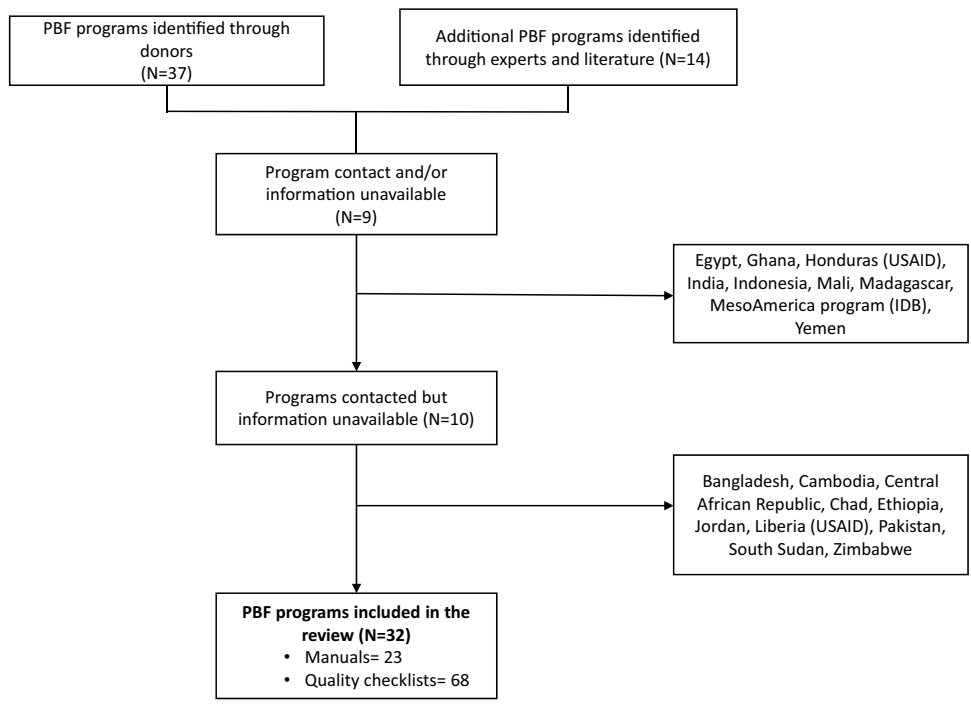 PBF programs identified through
donors
(N=37)
Additional PBF programs identified
through experts and literature (N=14)
Program contact and/or
information unavailable
(N=9)
Egypt, Ghana, Honduras (USAID),
India, Indonesia, Mali, Madagascar,
MesoAmerica program (IDB),
Yemen
Programs contacted but
information unavailable (N=10)
Bangladesh, Cambodia, Central
African Republic, Chad, Ethiopia,
Jordan, Liberia (USAID), Pakistan,
South Sudan, Zimbabwe
PBF programs included in the
review (N=32)
• Manuals= 23
• Quality checklists= 68